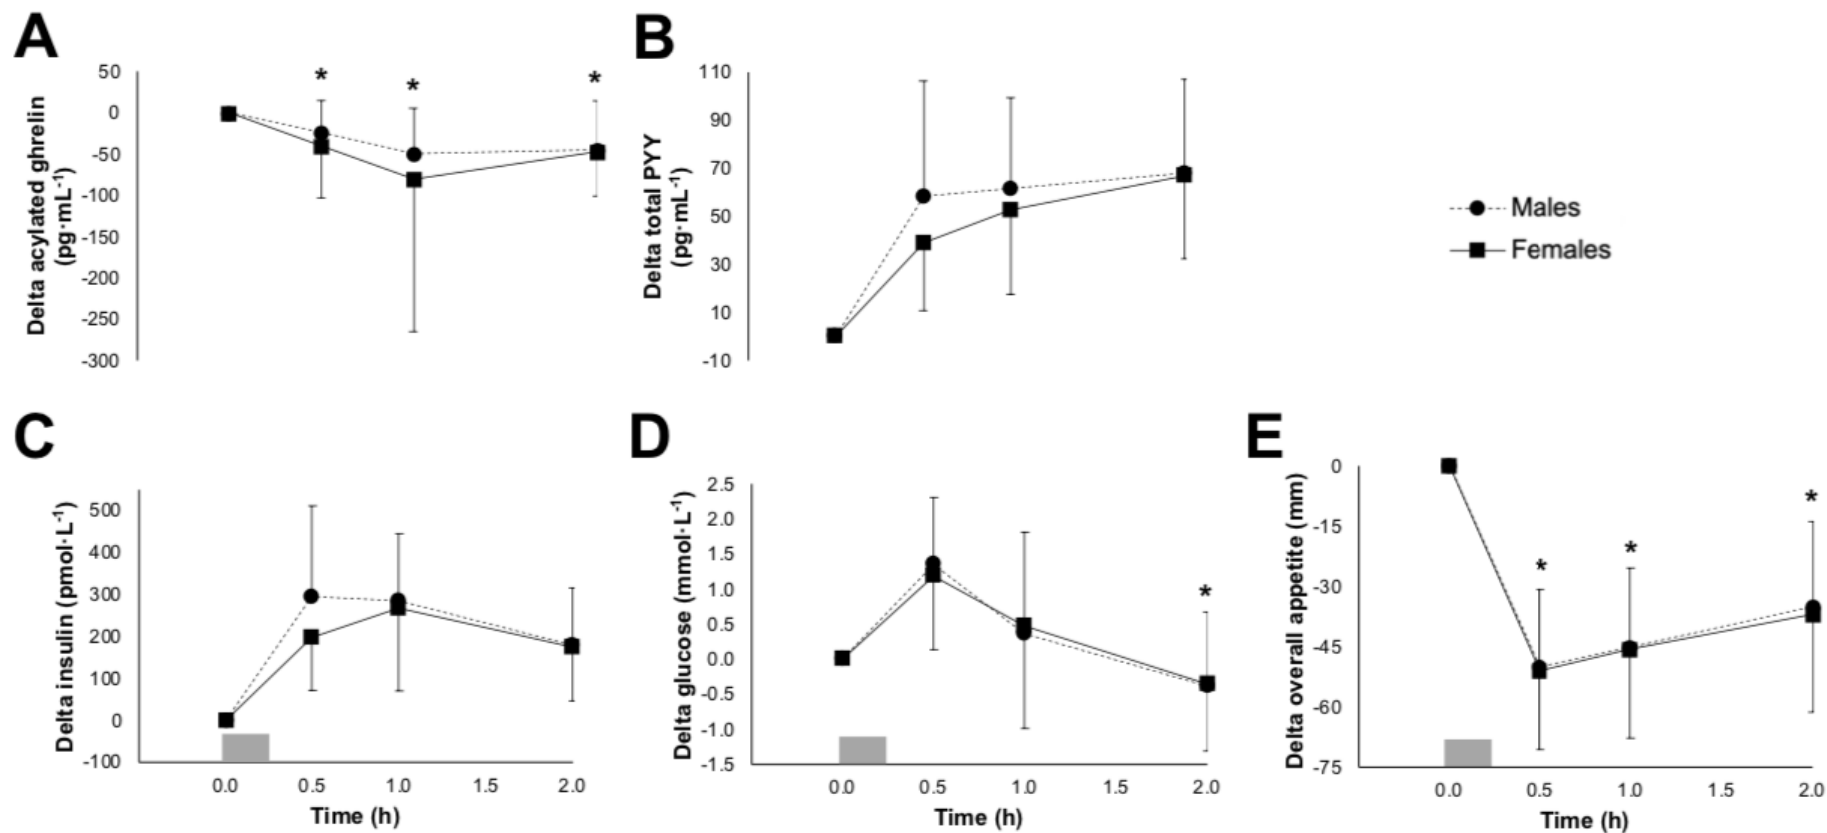 A
50
0
-50
-100
-150
-200
-250
-300
Delta acylated ghrelin
(pg·mL-1)
*
*
*
B
110
90
70
50
30
10
-10
Delta total PYY
(pg·mL-1)
Males
Females
C
500
400
300
200
100
0
-100
Delta insulin (pmol·L-1)
0.0 0.5 1.0 1.5 2.0
Time (h)
D
2.5
2.0
1.5
1.0
0.5
0.0
-0.5
-1.0
-1.5
Delta glucose (mmol·L-1)
*
0.0 0.5 1.0 1.5 2.0
Time (h)
E
0
-15
-30
-45
-60
-75
Delta overall appetite (mm)
*
*
*
0.0 0.5 1.0 1.5 2.0
Time (h)